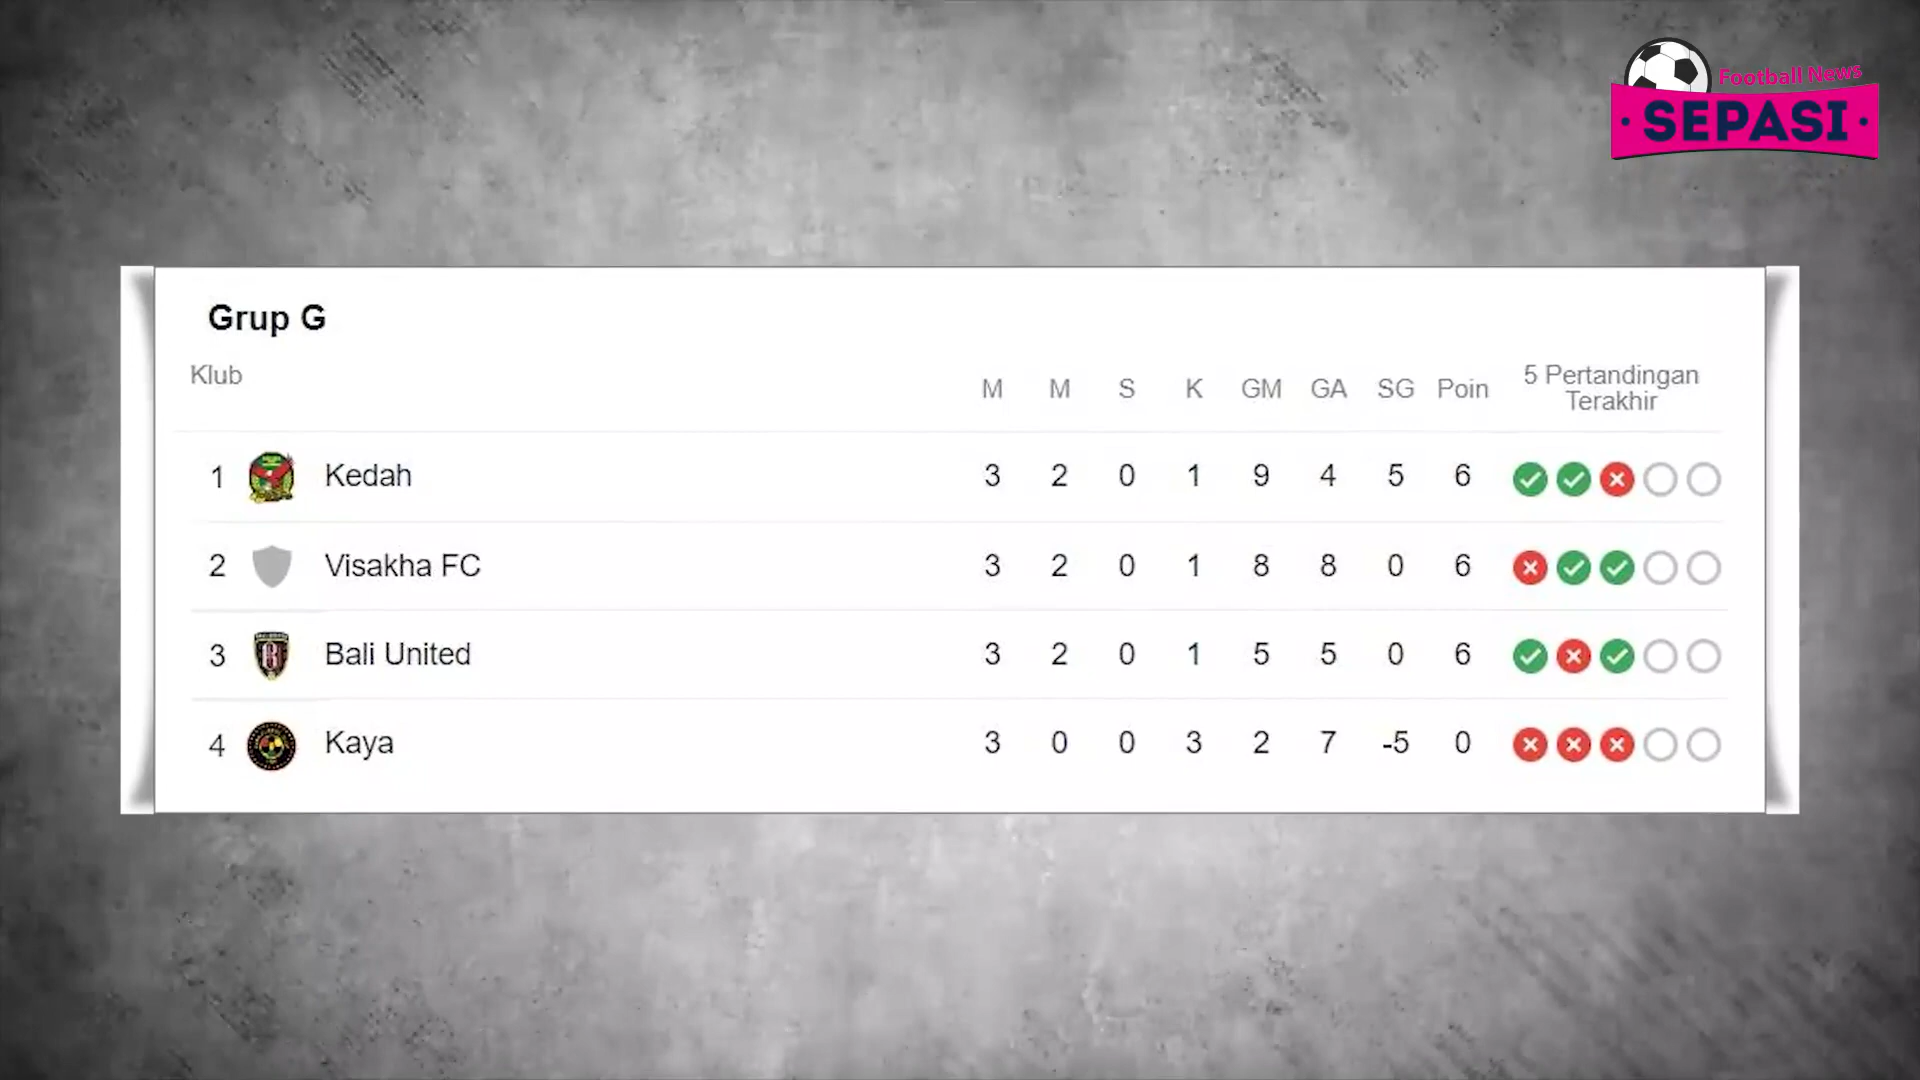 Football News
· SEPASI ·
Grup G
Klub M M S K GM GA SG Poin 5 Pertandingan
Terakhir
1 Kedah 3 2 0 1 9 4 5 6
2 Visakha FC 3 2 0 1 8 8 0 6
3 Bali United 3 2 0 1 5 5 0 6
4 Kaya 3 0 0 3 2 7 -5 0